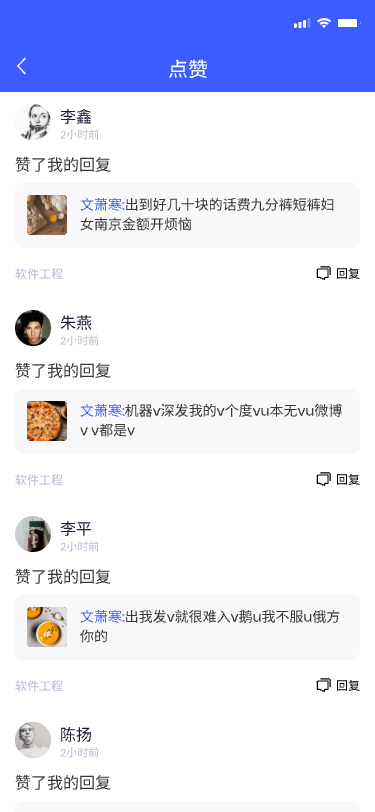 点赞
李鑫
2小时前
赞了我的回复
文萧寒:出到好几十块的话费九分裤短裤妇
女南京金额开烦恼
软件工程
回复
朱燕
2小时前
赞了我的回复
文萧寒:机器v深发我的v个度vu本无vu微博
v v都是v
软件工程
回复
李平
2小时前
赞了我的回复
文萧寒:出我发v就很难入v鹅u我不服u俄方
你的
软件工程
回复
陈扬
2小时前
赞了我的回复